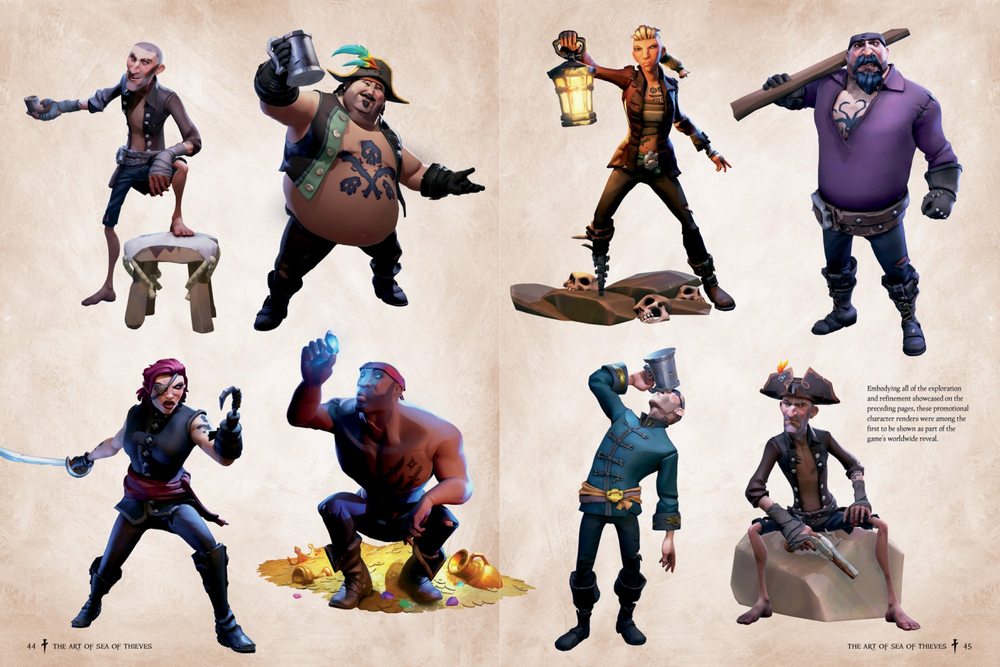 Embodying all of the exploration
and refinement showcased on the
preceding pages, these promotional
character renders were among the
first to be shown as part of the
game's worldwide reveal.
44 THE ART OF SEA OF THIEVES
THE ART OF SEA OF THIEVES 45